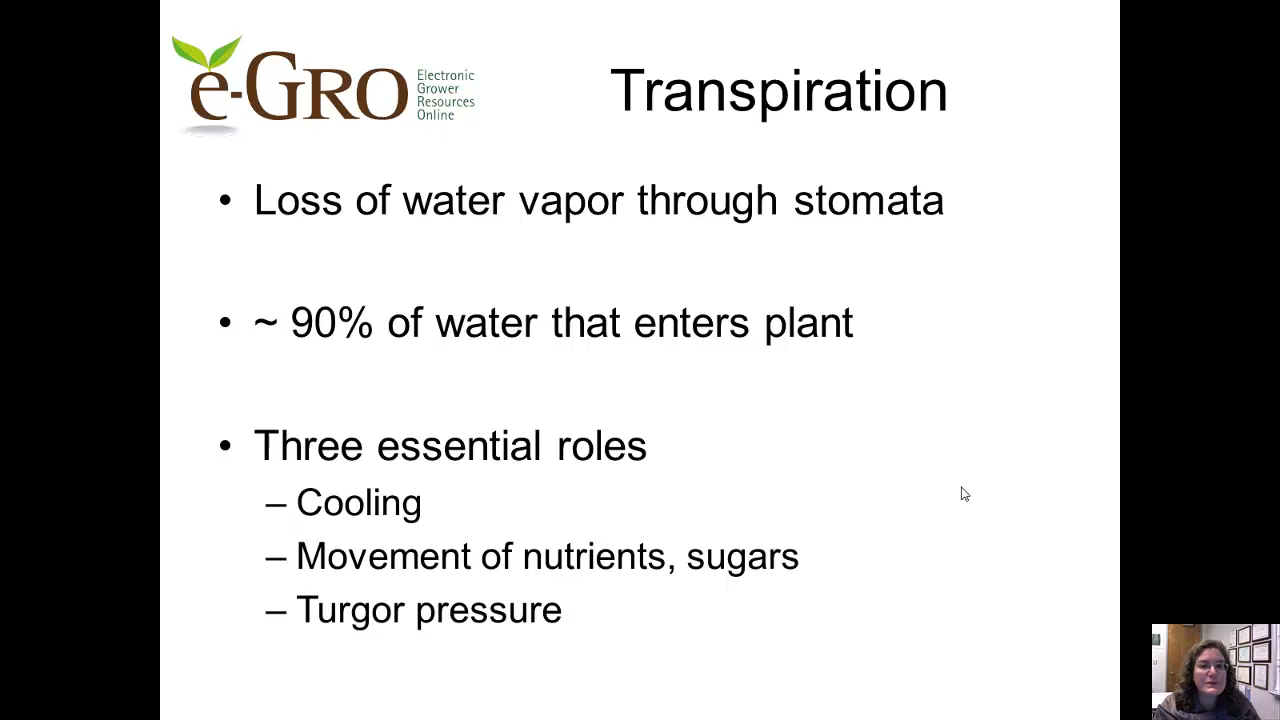 e-GRO
Electronic
Grower
Resources
Online
Transpiration
• Loss of water vapor through stomata
• ~ 90% of water that enters plant
• Three essential roles
– Cooling
– Movement of nutrients, sugars
– Turgor pressure